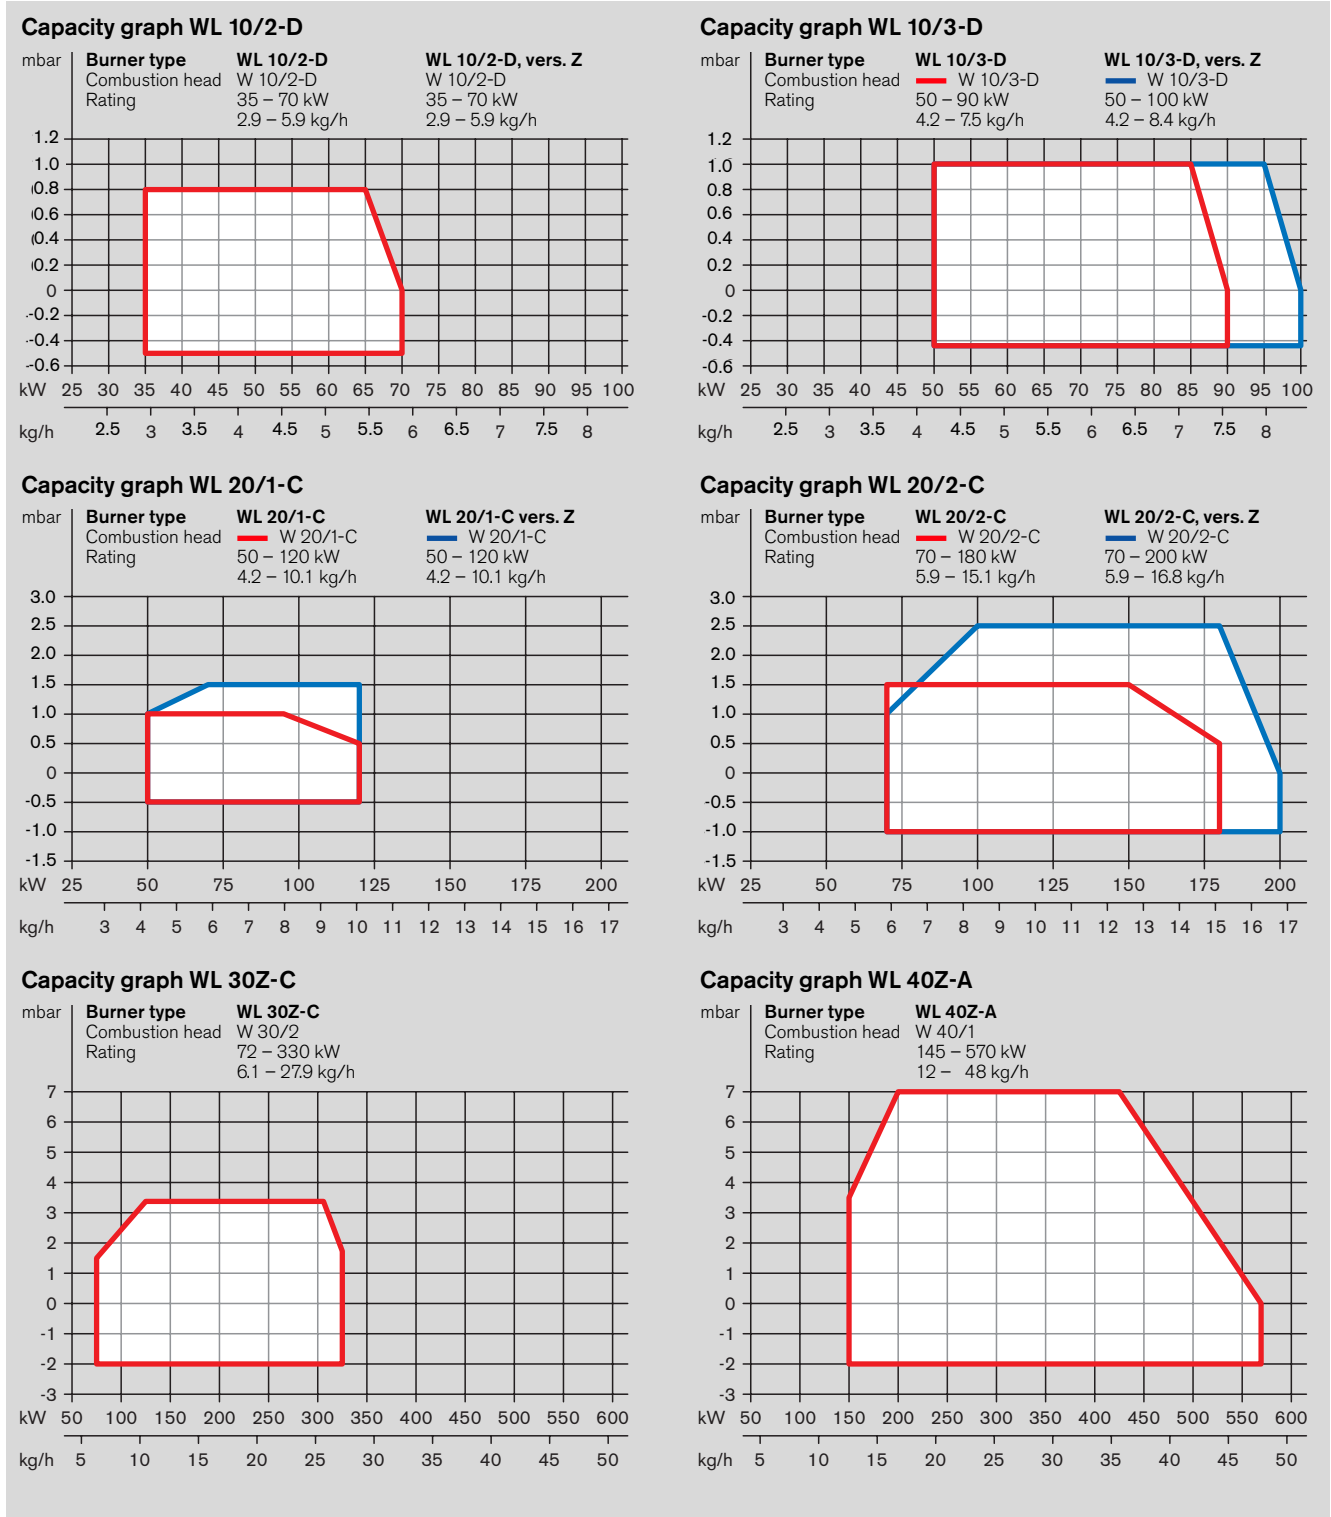 Capacity graph WL 10/2-D
mbar Burner type WL 10/2-D WL 10/2-D, vers. Z
Combustion head W 10/2-D W 10/2-D
Rating 35 – 70 kW 35 – 70 kW
2.9 – 5.9 kg/h 2.9 – 5.9 kg/h
1.2
1.0
0.8
0.6
0.4
0.2
0
-0.2
-0.4
-0.6
kW 25 30 35 40 45 50 55 60 65 70 75 80 85 90 95 100
kg/h 2.5 3 3.5 4 4.5 5 5.5 6 6.5 7 7.5 8
Capacity graph WL 10/3-D
mbar Burner type WL 10/3-D WL 10/3-D, vers. Z
Combustion head W 10/3-D W 10/3-D
Rating 50 – 90 kW 50 – 100 kW
4.2 – 7.5 kg/h 4.2 – 8.4 kg/h
1.2
1.0
0.8
0.6
0.4
0.2
0
-0.2
-0.4
-0.6
kW 25 30 35 40 45 50 55 60 65 70 75 80 85 90 95 100
kg/h 2.5 3 3.5 4 4.5 5 5.5 6 6.5 7 7.5 8
Capacity graph WL 20/1-C
mbar Burner type WL 20/1-C WL 20/1-C vers. Z
Combustion head W 20/1-C W 20/1-C
Rating 50 – 120 kW 50 – 120 kW
4.2 – 10.1 kg/h 4.2 – 10.1 kg/h
3.0
2.5
2.0
1.5
1.0
0.5
0
-0.5
-1.0
-1.5
kW 25 50 75 100 125 150 175 200
kg/h 3 4 5 6 7 8 9 10 11 12 13 14 15 16 17
Capacity graph WL 20/2-C
mbar Burner type WL 20/2-C WL 20/2-C, vers. Z
Combustion head W 20/2-C W 20/2-C
Rating 70 – 180 kW 70 – 200 kW
5.9 – 15.1 kg/h 5.9 – 16.8 kg/h
3.0
2.5
2.0
1.5
1.0
0.5
0
-0.5
-1.0
-1.5
kW 25 50 75 100 125 150 175 200
kg/h 3 4 5 6 7 8 9 10 11 12 13 14 15 16 17
Capacity graph WL 30Z-C
mbar Burner type WL 30Z-C
Combustion head W 30/2
Rating 72 – 330 kW
6.1 – 27.9 kg/h
7
6
5
4
3
2
1
0
-1
-2
-3
kW 50 100 150 200 250 300 350 400 450 500 550 600
kg/h 5 10 15 20 25 30 35 40 45 50
Capacity graph WL 40Z-A
mbar Burner type WL 40Z-A
Combustion head W 40/1
Rating 145 – 570 kW
12 – 48 kg/h
7
6
5
4
3
2
1
0
-1
-2
-3
kW 50 100 150 200 250 300 350 400 450 500 550 600
kg/h 5 10 15 20 25 30 35 40 45 50